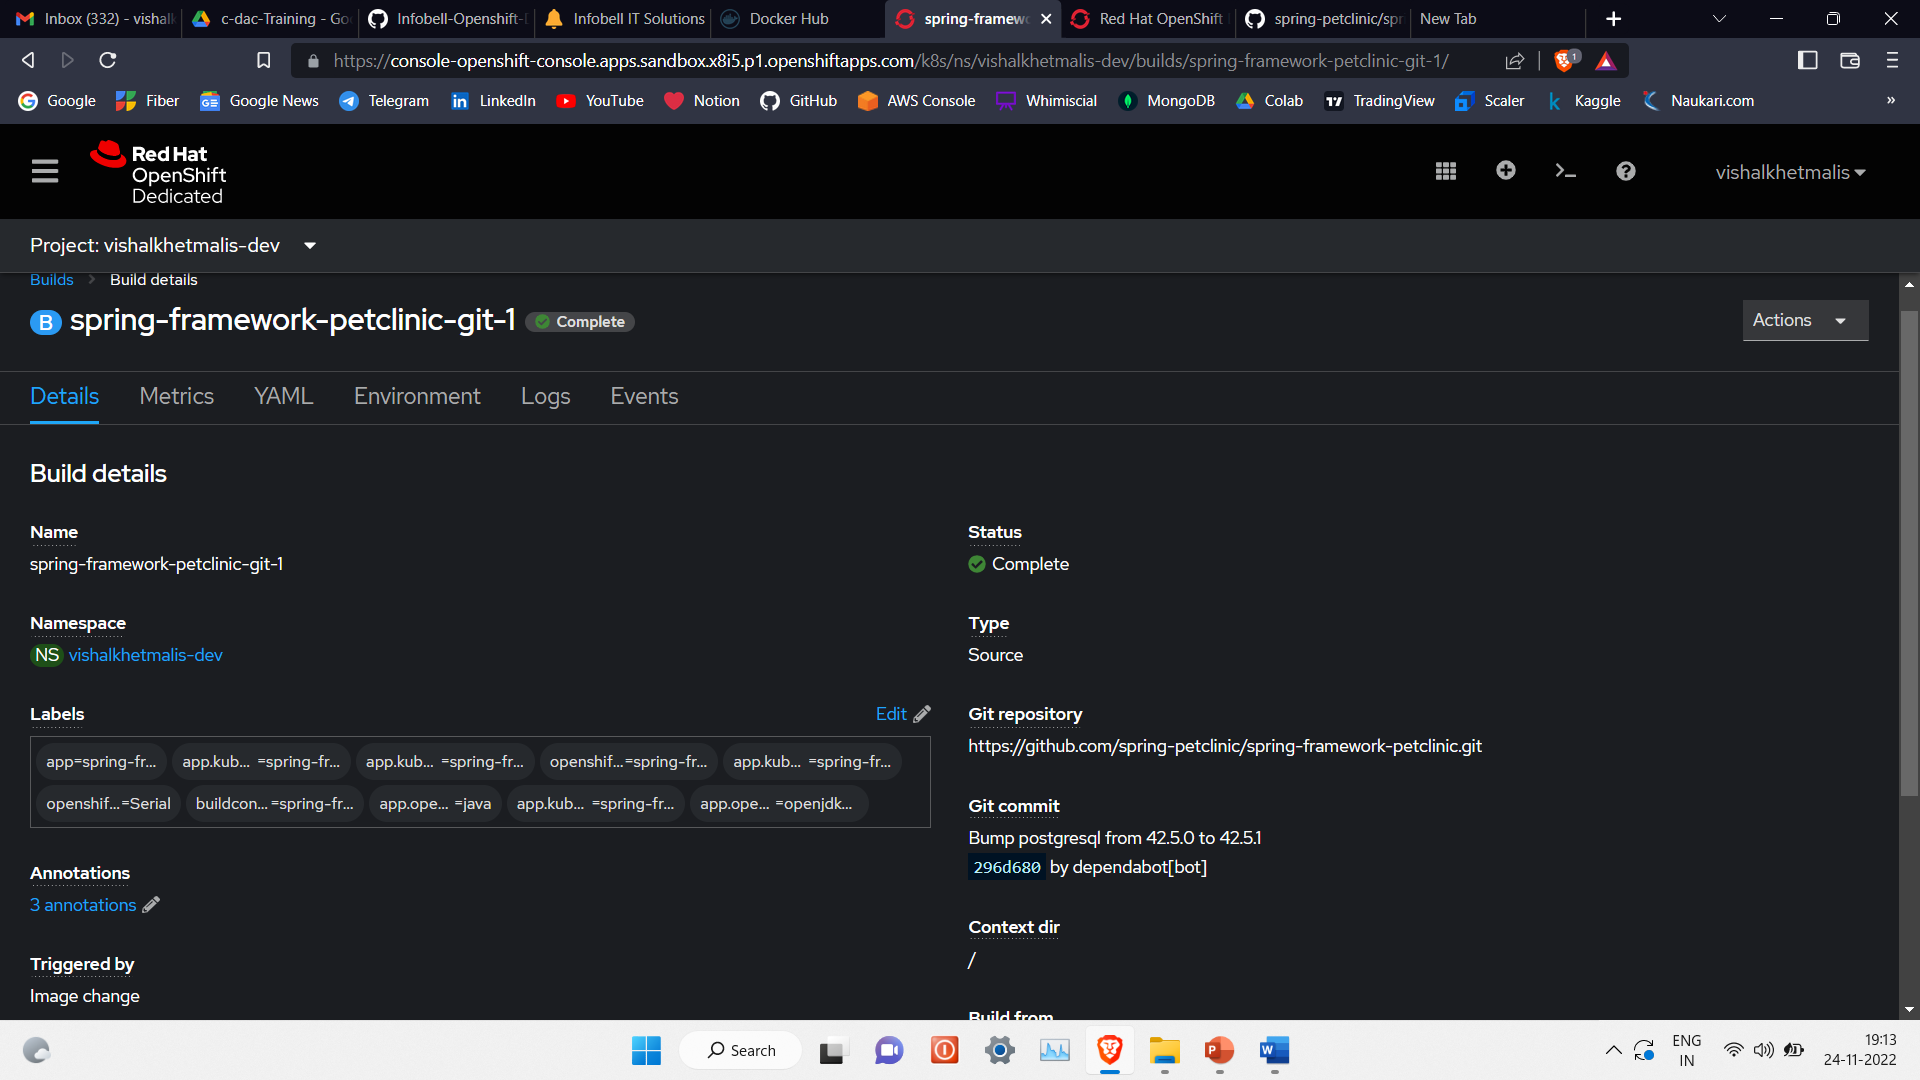 Inbox (332) - vishall
c-dac-Training - Go
Infobell-Openshift-
Infobell IT Solutions
Docker Hub
spring-framew
Red Hat OpenShift
spring-petclinic/spr
New Tab
https://console-openshift-console.apps.sandbox.x8i5.p1.openshiftapps.com/k8s/ns/vishalkhetmalis-dev/builds/spring-framework-petclinic-git-1/
1
Google
Fiber
Google News
Telegram
LinkedIn
YouTube
Notion
GitHub
AWS Console
Whimiscial
MongoDB
Colab
TradingView
Scaler
Kaggle
Naukari.com
»
Red Hat
OpenShift
Dedicated
vishalkhetmalis
Project: vishalkhetmalis-dev
Builds > Build details
B spring-framework-petclinic-git-1 Complete
Actions
Details Metrics YAML Environment Logs Events
Build details
Name
spring-framework-petclinic-git-1
Namespace
NS vishalkhetmalis-dev
Labels
Edit
app=spring-fr... app.kub... =spring-fr... app.kub... =spring-fr... openshif...=spring-fr... app.kub... =spring-fr...
openshif...=Serial buildcon...=spring-fr... app.ope... =java app.kub... =spring-fr... app.ope... =openjdk...
Annotations
3 annotations
Triggered by
Image change
Status
Complete
Type
Source
Git repository
https://github.com/spring-petclinic/spring-framework-petclinic.git
Git commit
Bump postgresql from 42.5.0 to 42.5.1
296d680 by dependabot[bot]
Context dir
/
Build from
Search
ENG
IN
19:13
24-11-2022